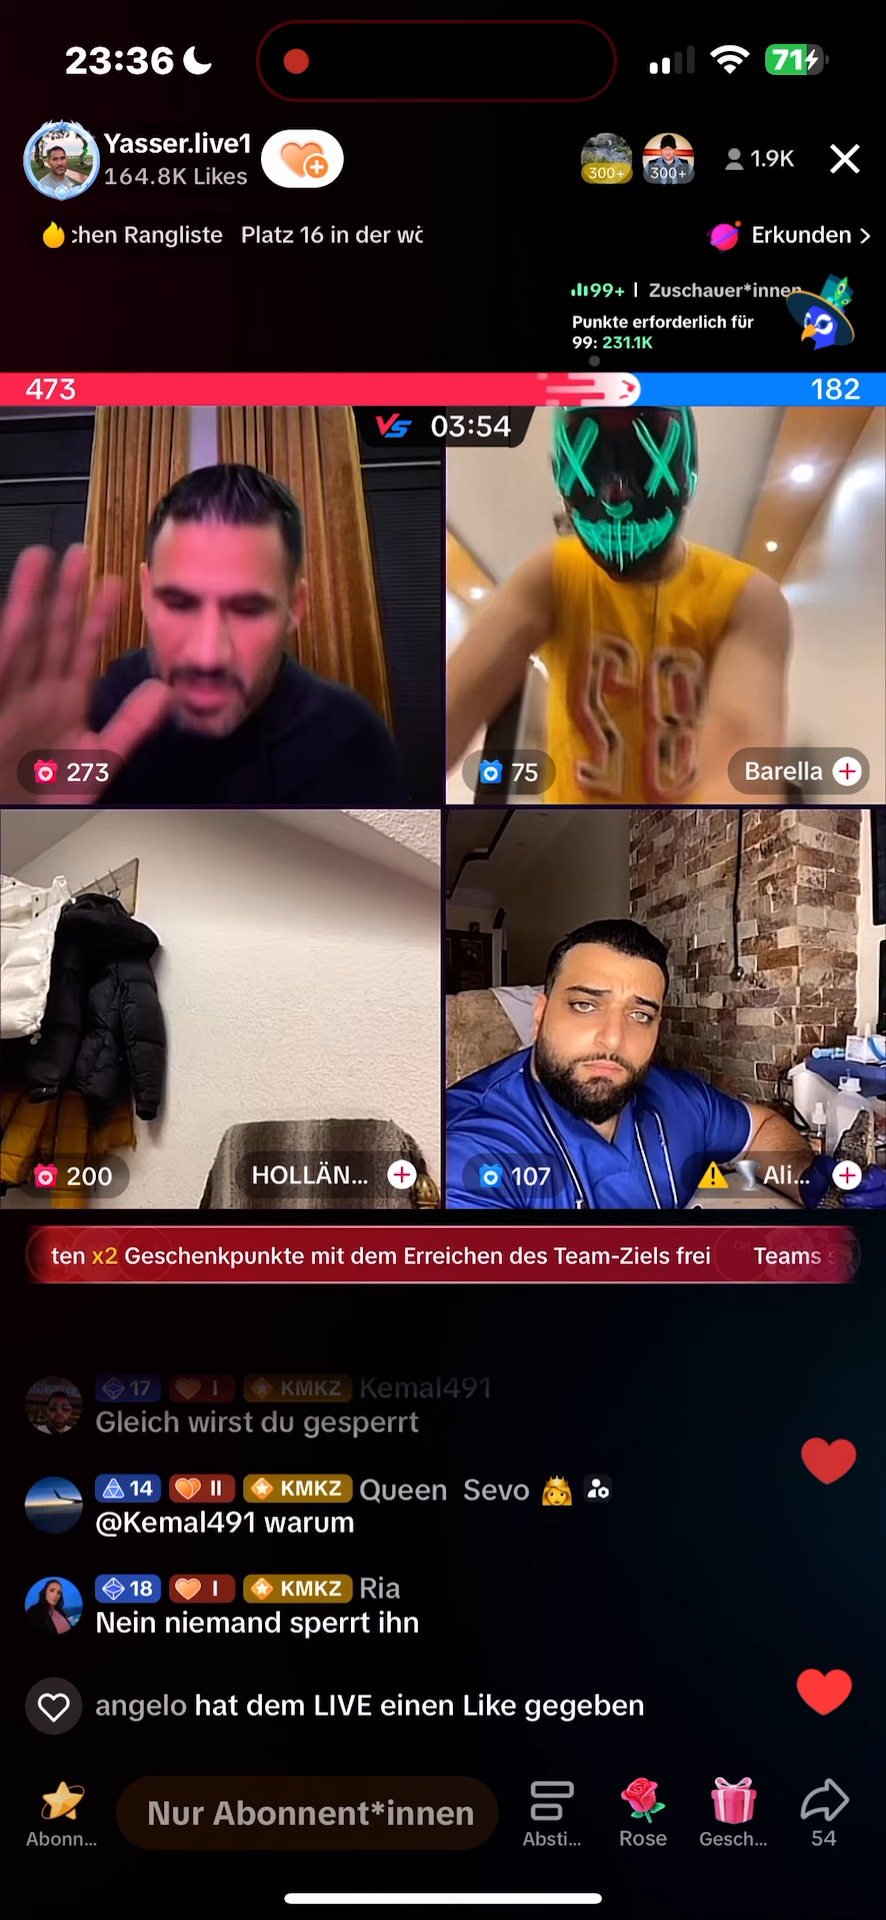 23:36
71
Yasser.live1
164.8K Likes
300+
300+
1.9K
chen Rangliste Platz 16 in der
Erkunden >
99+ | Zuschauer*innen
Punkte erforderlich für
99: 231.1K
473
182
VS 03:54
28
273
75
Barella
200
HOLLÄN...
107
Ali...
ten x2 Geschenkpunkte mit dem Erreichen des Team-Ziels frei
Teams
17 I KMKZ Kemal491
Gleich wirst du gesperrt
14 II KMKZ Queen Sevo
@Kemal491 warum
18 I KMKZ Ria
Nein niemand sperrt ihn
angelo hat dem LIVE einen Like gegeben
Abonn...
Nur Abonnent*innen
Absti...
Rose
Gesch...
54